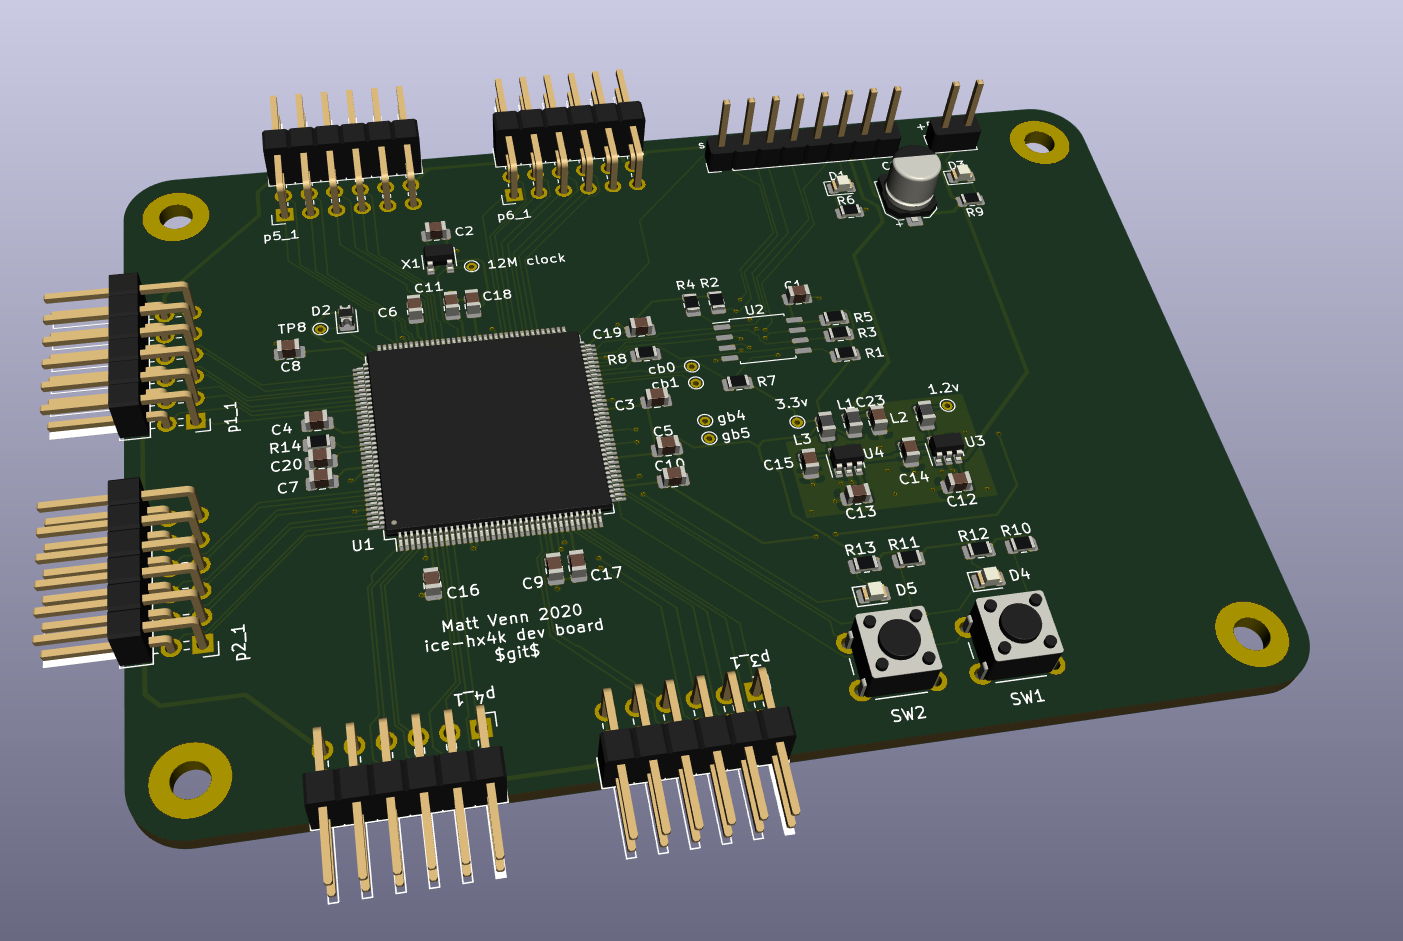 p5_1
p6_1
s
+
D1
R6
C
+
D3
R9
C2
X1
12M clock
C11
C18
C6
D2
TP8
C8
C19
R8
R4
R2
C1
U2
R5
R3
R1
cb0
cb1
R7
C3
gb4
gb5
3.3v
L1
C23
L2
1.2v
p1_1
C4
R14
C20
C7
C5
C10
C15
L3
U4
U3
C14
C13
C12
U1
C16
C9
C17
R13
R11
R12
R10
D5
D4
Matt Venn 2020
ice-hx4k dev board
$git$
p2_1
p4_1
p3_1
SW2
SW1